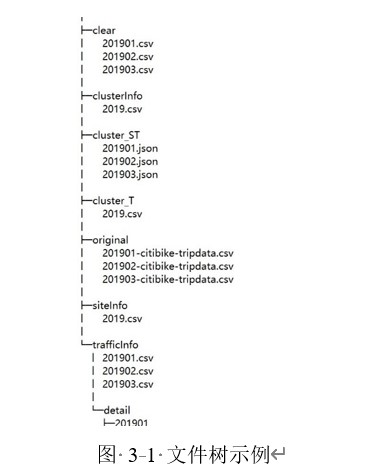 ├─clear
│ 201901.csv
│ 201902.csv
│ 201903.csv
│
├─clusterInfo
│ 2019.csv
│
├─cluster_ST
│ 201901.json
│ 201902.json
│ 201903.json
│
├─cluster_T
│ 2019.csv
│
├─original
│ 201901-citibike-tripdata.csv
│ 201902-citibike-tripdata.csv
│ 201903-citibike-tripdata.csv
│
├─siteInfo
│ 2019.csv
│
└─trafficInfo
│ 201901.csv
│ 201902.csv
│ 201903.csv
│
└─detail
├─201901
图 3-1 文件树示例